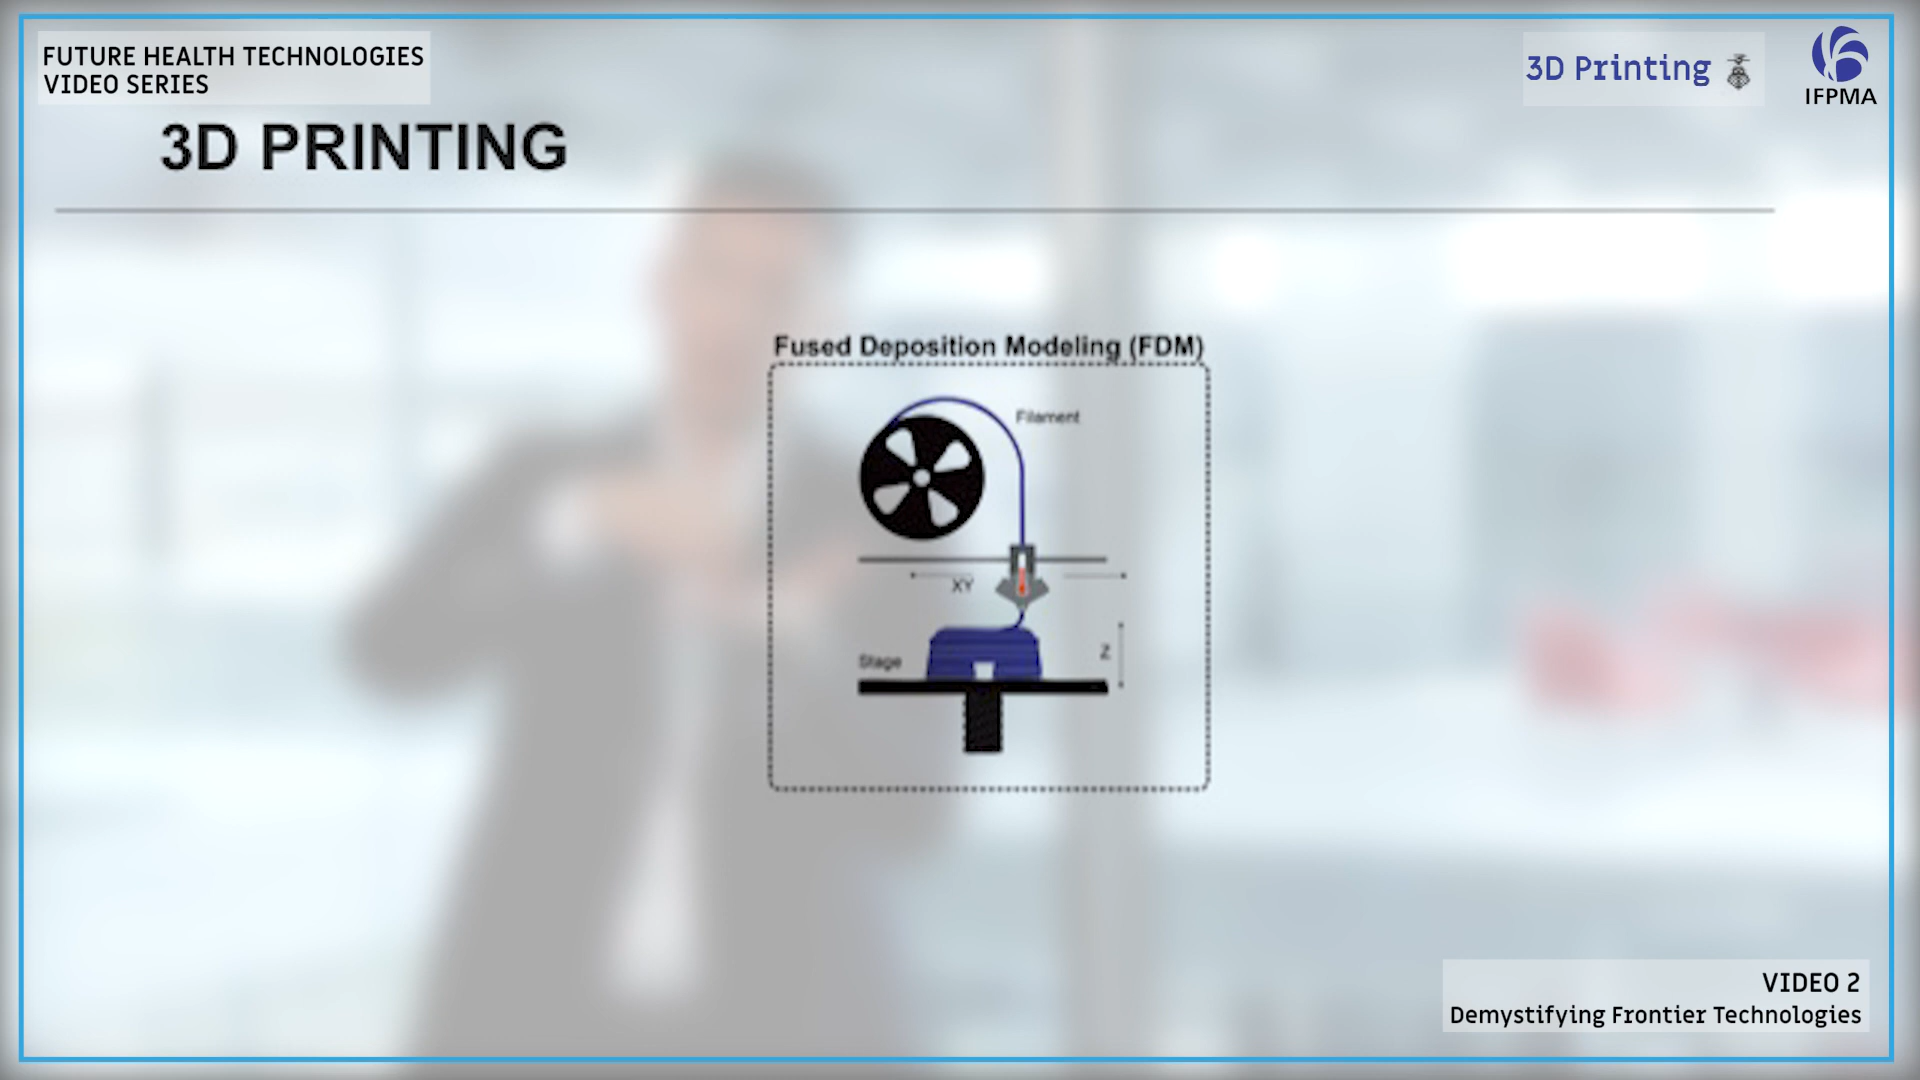 FUTURE HEALTH TECHNOLOGIES
VIDEO SERIES
3D Printing
IFPMA
3D PRINTING
Fused Deposition Modeling (FDM)
Filament
XY
Stage
Z
VIDEO 2
Demystifying Frontier Technologies